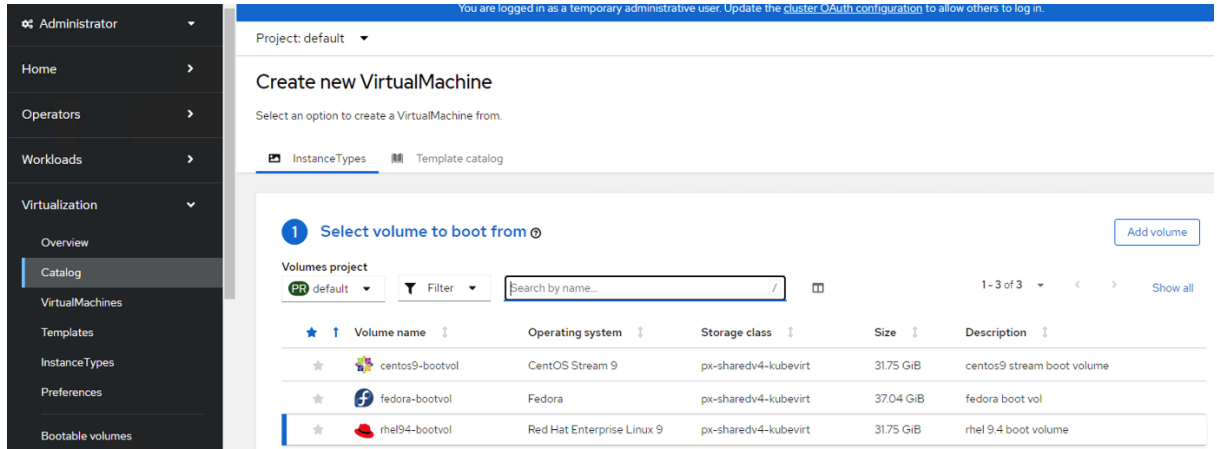 You are logged in as a temporary administrative user. Update the cluster OAuth configuration to allow others to log in.
Administrator
Home
Operators
Workloads
Virtualization
Overview
Catalog
VirtualMachines
Templates
InstanceTypes
Preferences
Bootable volumes
Project: default
Create new VirtualMachine
Select an option to create a VirtualMachine from.
InstanceTypes Template catalog
1 Select volume to boot from Add volume
Volumes project
PR default Filter Search by name... / 1 - 3 of 3 Show all
Volume name Operating system Storage class Size Description
centos9-bootvol CentOS Stream 9 px-sharedv4-kubevirt 31.75 GiB centos9 stream boot volume
fedora-bootvol Fedora px-sharedv4-kubevirt 37.04 GiB fedora boot vol
rhel94-bootvol Red Hat Enterprise Linux 9 px-sharedv4-kubevirt 31.75 GiB rhel 9.4 boot volume